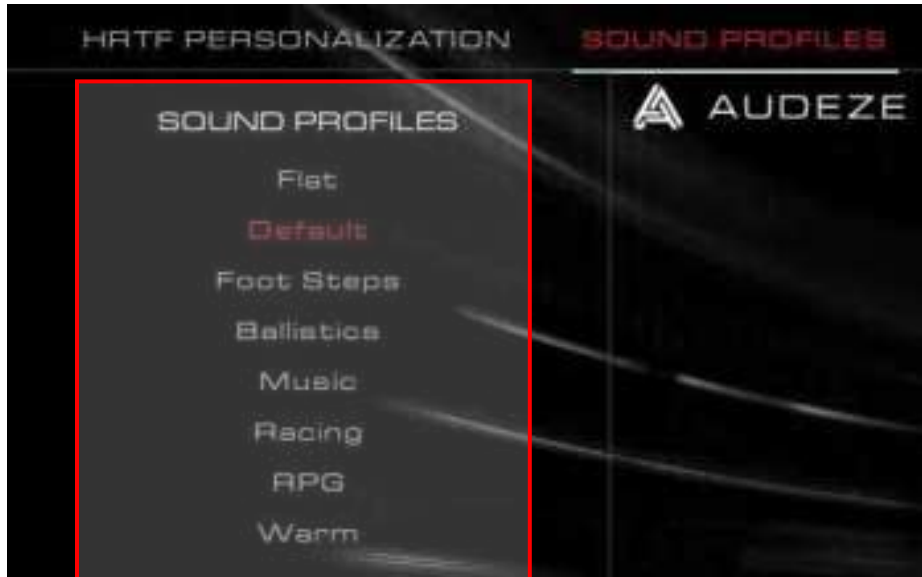 HRTF PERSONALIZATION
SOUND PROFILES
AUDEZE
SOUND PROFILES
Flat
Default
Foot Steps
Ballistics
Music
Racing
RPG
Warm